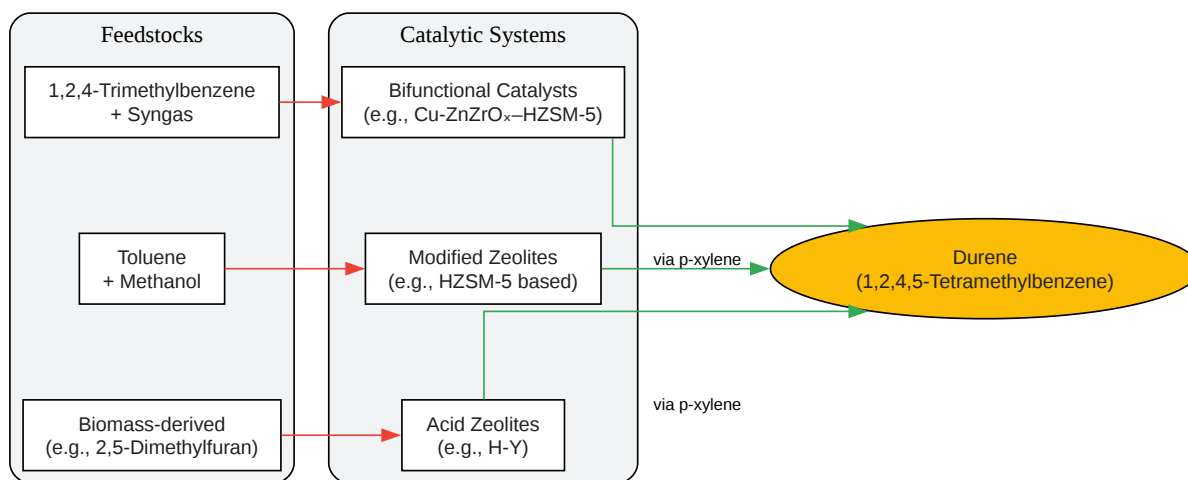 Feedstocks
Catalytic Systems
1,2,4-Trimethylbenzene
+ Syngas
Bifunctional Catalysts
(e.g., Cu-ZnZrOₓ–HZSM-5)
Toluene
+ Methanol
Modified Zeolites
(e.g., HZSM-5 based)
via p-xylene
Durene
(1,2,4,5-Tetramethylbenzene)
Biomass-derived
(e.g., 2,5-Dimethylfuran)
Acid Zeolites
(e.g., H-Y)
via p-xylene